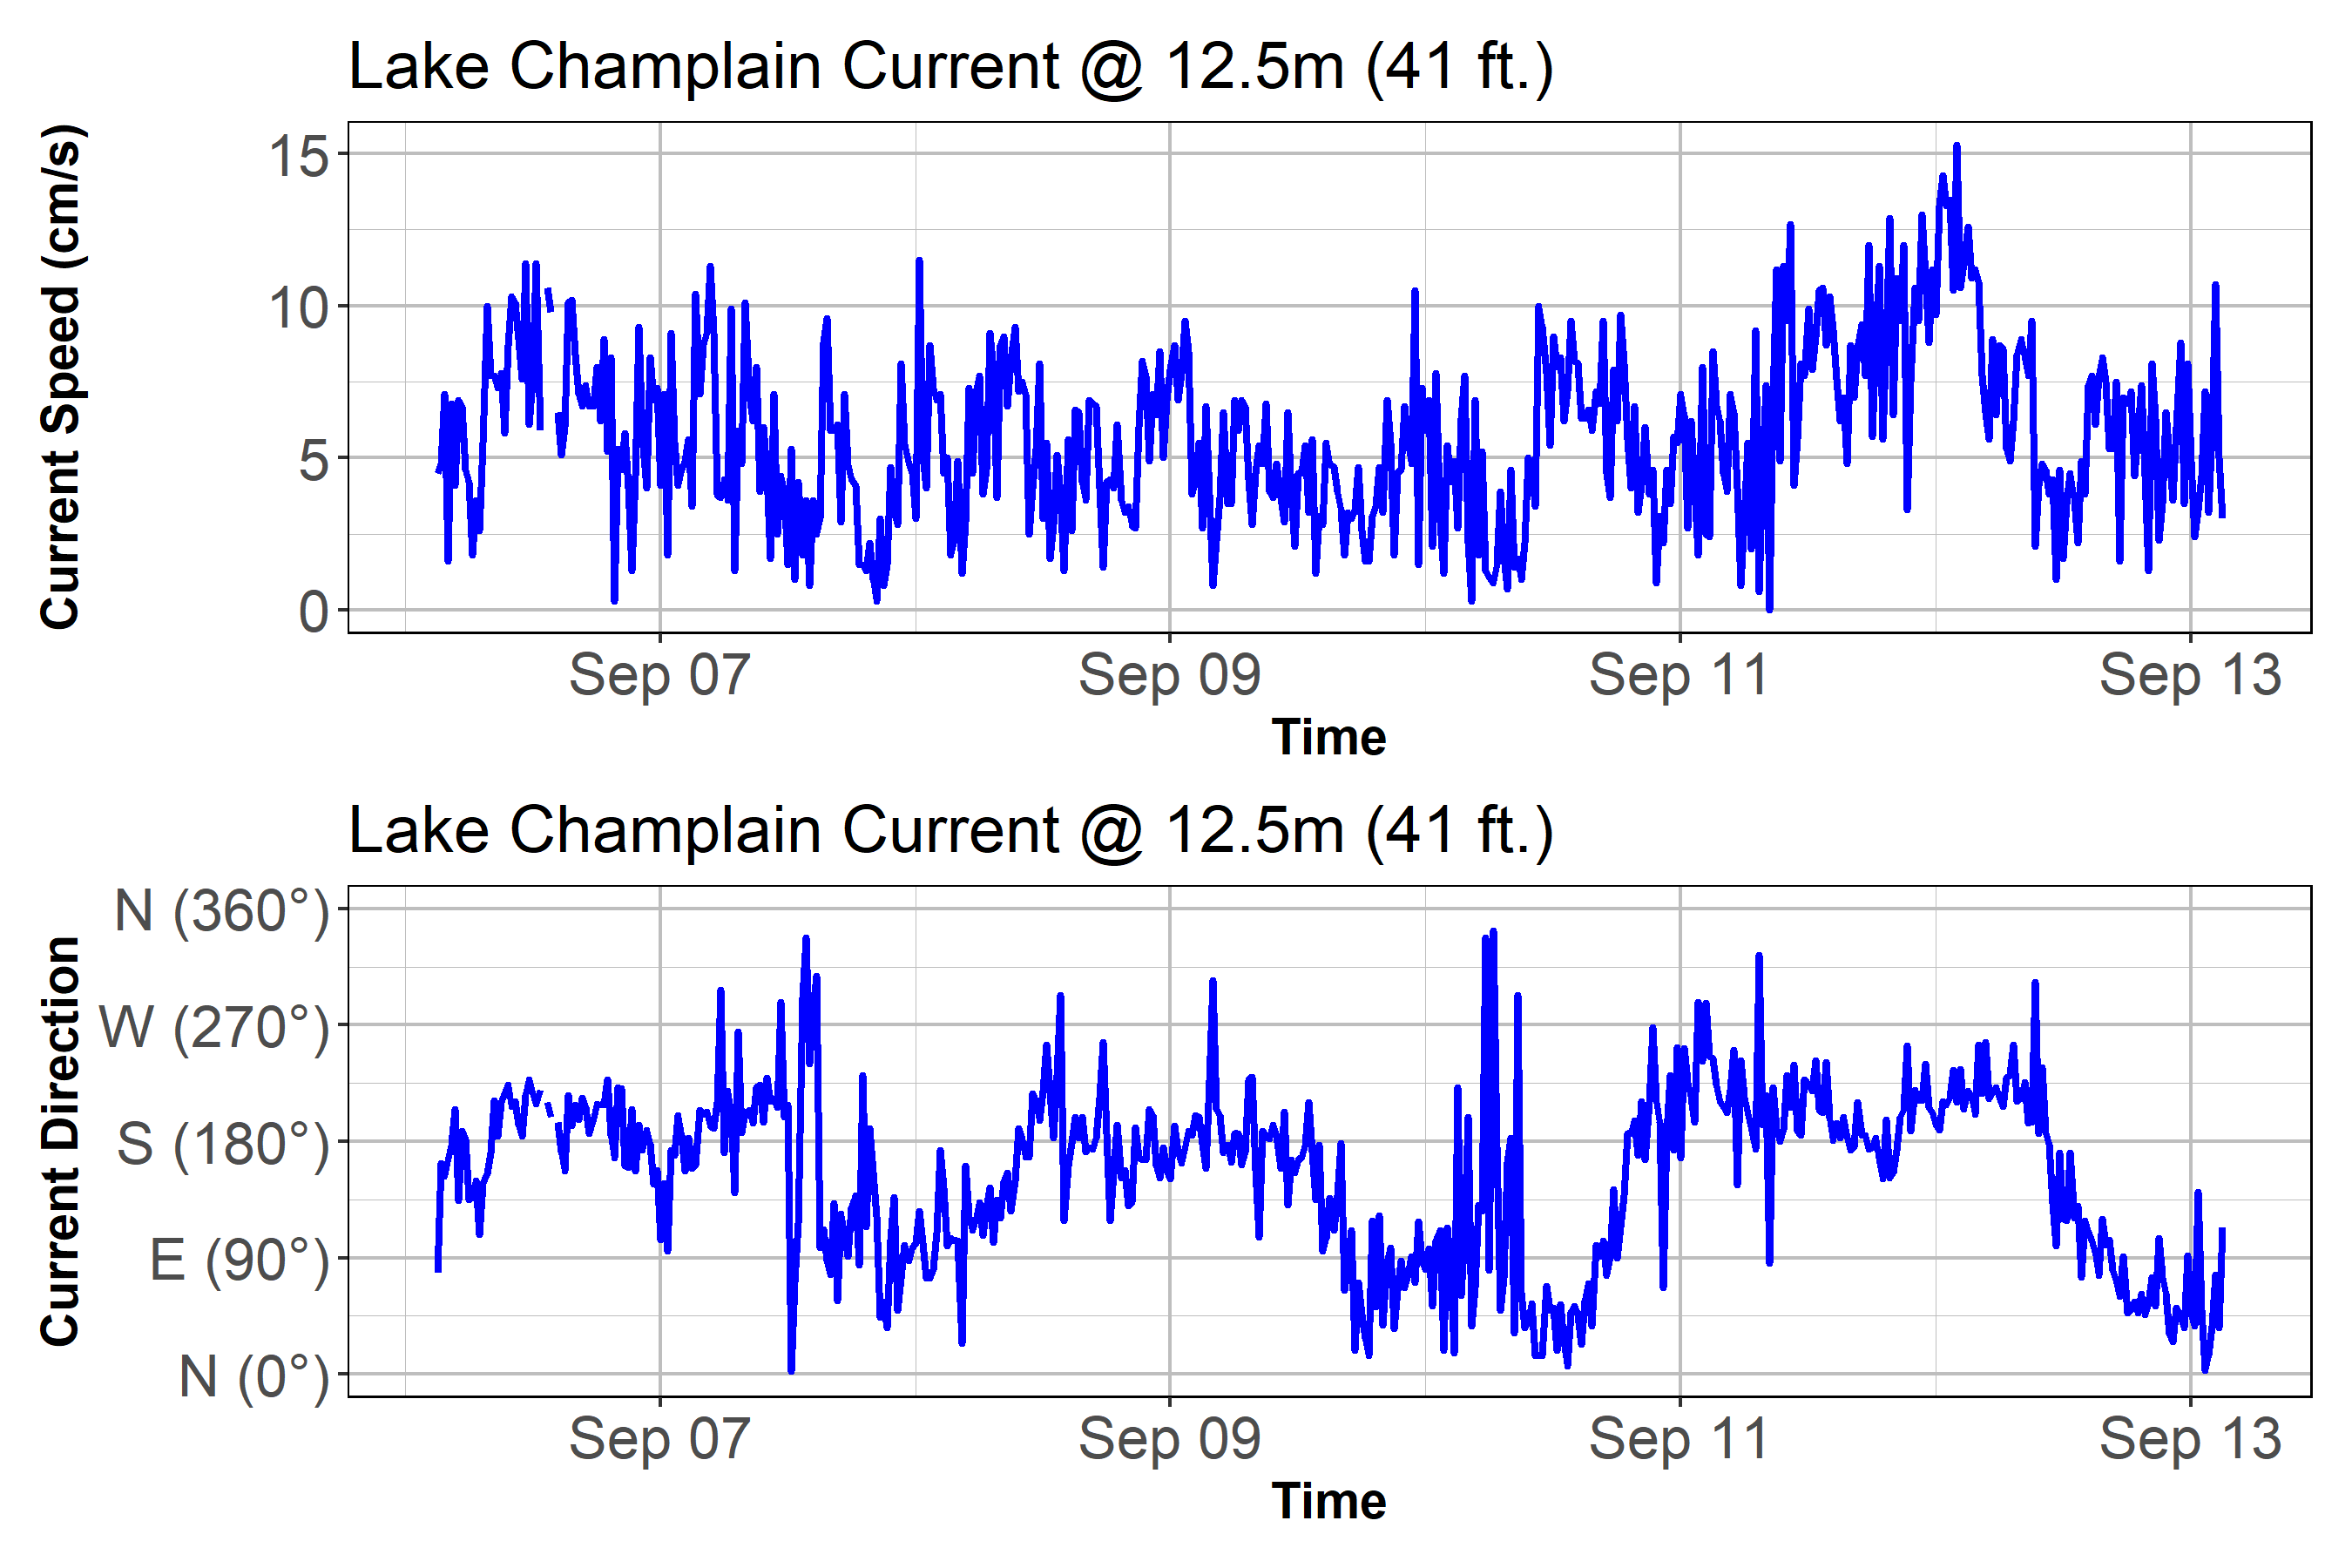 Lake Champlain Current @ 12.5m (41 ft.)
Current Speed (cm/s)
15
10
5
0
Sep 07 Sep 09 Sep 11 Sep 13
Time
Lake Champlain Current @ 12.5m (41 ft.)
Current Direction
N (360°)
W (270°)
S (180°)
E (90°)
N (0°)
Sep 07 Sep 09 Sep 11 Sep 13
Time